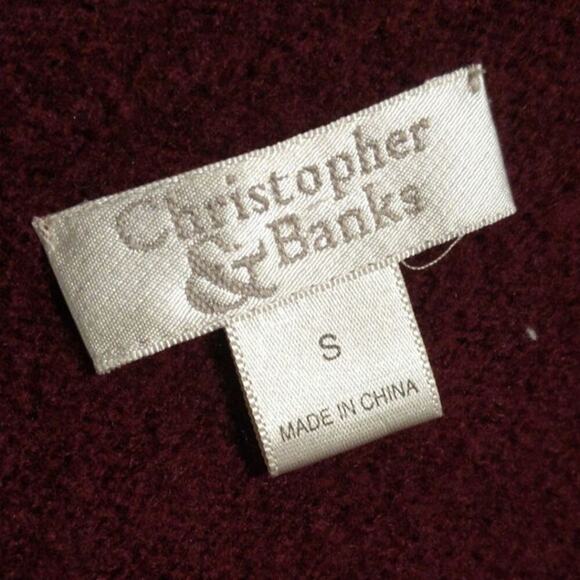 Christopher
& Banks
S
MADE IN CHINA